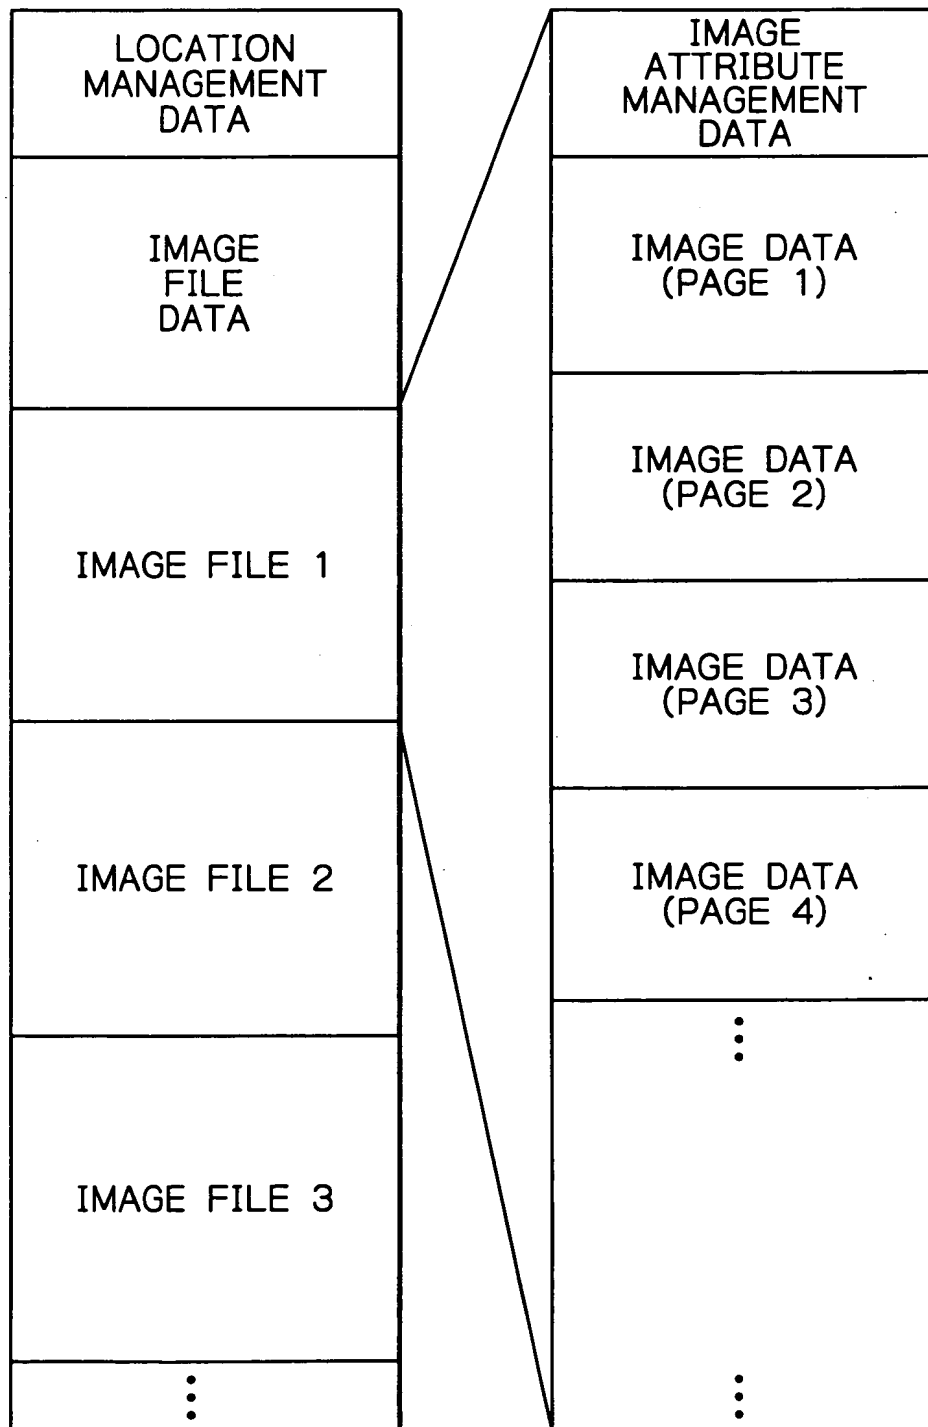 LOCATION
MANAGEMENT
DATA
IMAGE
FILE
DATA
IMAGE FILE 1
IMAGE FILE 2
IMAGE FILE 3
IMAGE
ATTRIBUTE
MANAGEMENT
DATA
IMAGE DATA
(PAGE 1)
IMAGE DATA
(PAGE 2)
IMAGE DATA
(PAGE 3)
IMAGE DATA
(PAGE 4)